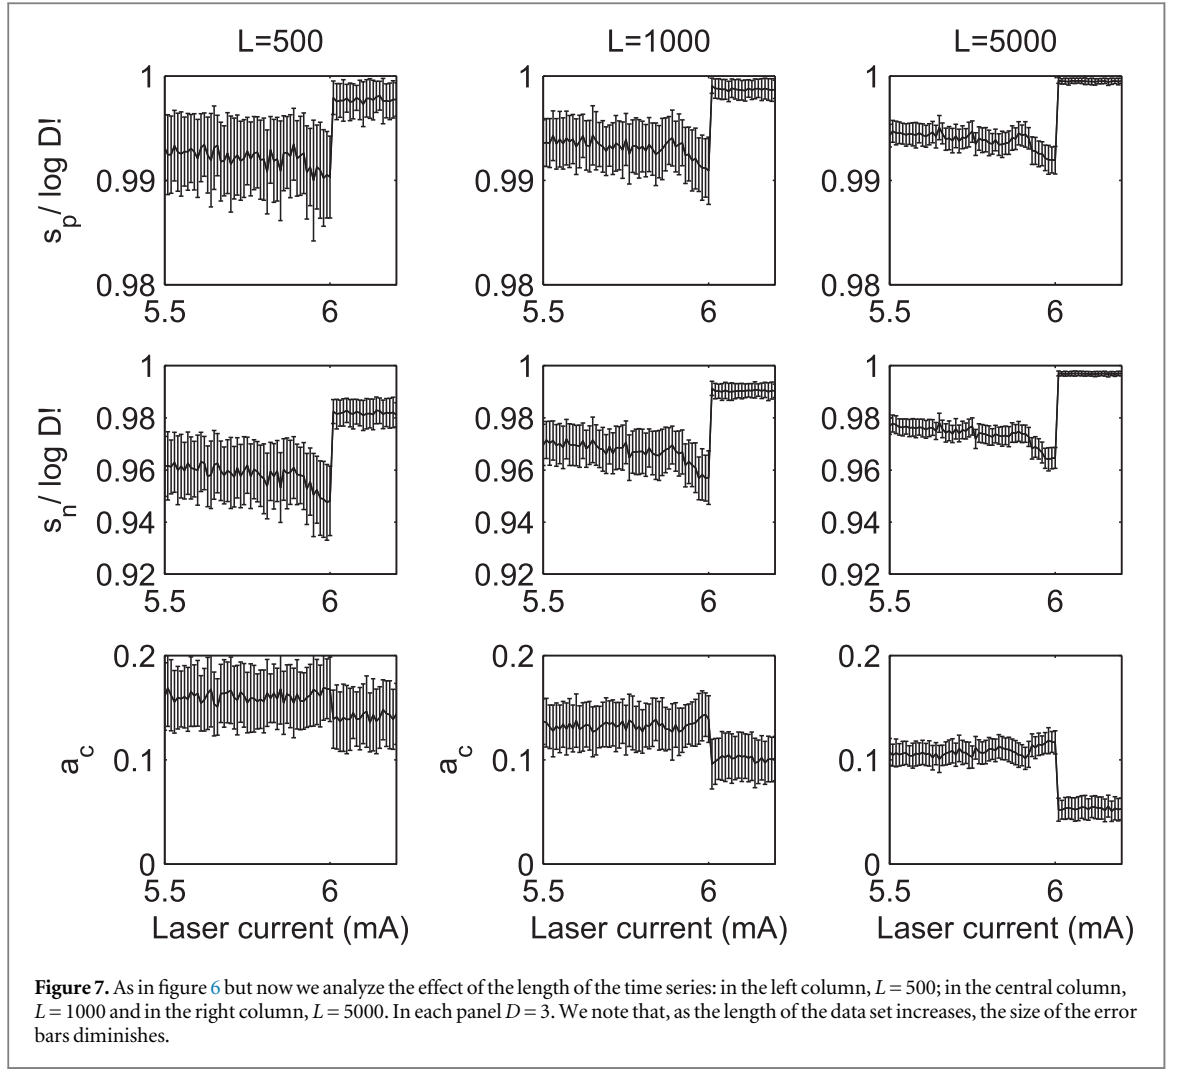 L=500 L=1000 L=5000
1 1 1
s_p/ log D!
0.99 0.99 0.99
0.98 0.98 0.98
5.5 6 5.5 6 5.5 6
1 1 1
0.98 0.98 0.98
s_n/ log D!
0.96 0.96 0.96
0.94 0.94 0.94
0.92 0.92 0.92
5.5 6 5.5 6 5.5 6
0.2 0.2 0.2
a_c a_c
0.1 0.1 0.1
0 0 0
5.5 6 5.5 6 5.5 6
Laser current (mA) Laser current (mA) Laser current (mA)
Figure 7. As in figure 6 but now we analyze the effect of the length of the time series: in the left column, L = 500; in the central column,
L = 1000 and in the right column, L = 5000. In each panel D = 3. We note that, as the length of the data set increases, the size of the error
bars diminishes.